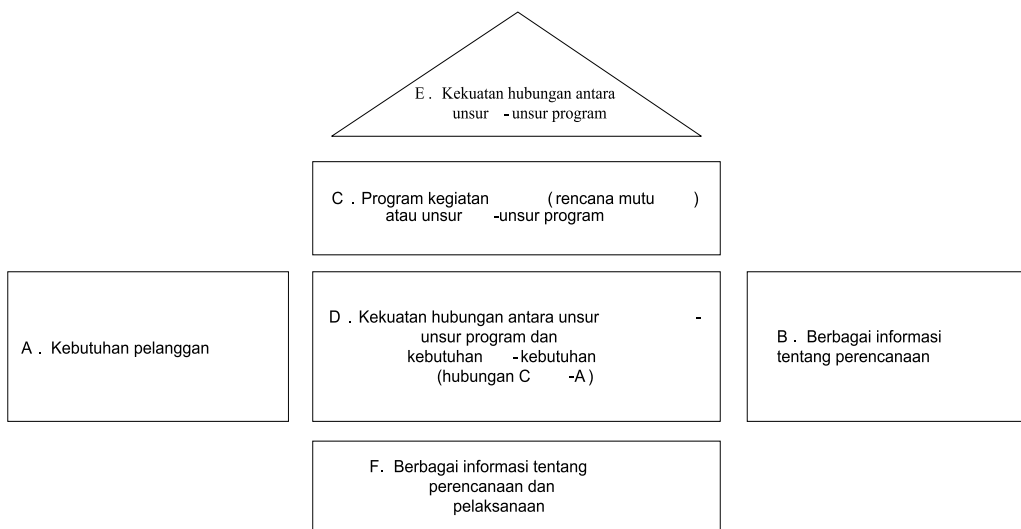 E. Kekuatan hubungan antara
unsur -unsur program
C. Program kegiatan (rencana mutu )
atau unsur -unsur program
A. Kebutuhan pelanggan
D. Kekuatan hubungan antara unsur -
unsur program dan
kebutuhan -kebutuhan
(hubungan C -A)
B. Berbagai informasi
tentang perencanaan
F. Berbagai informasi tentang
perencanaan dan
pelaksanaan